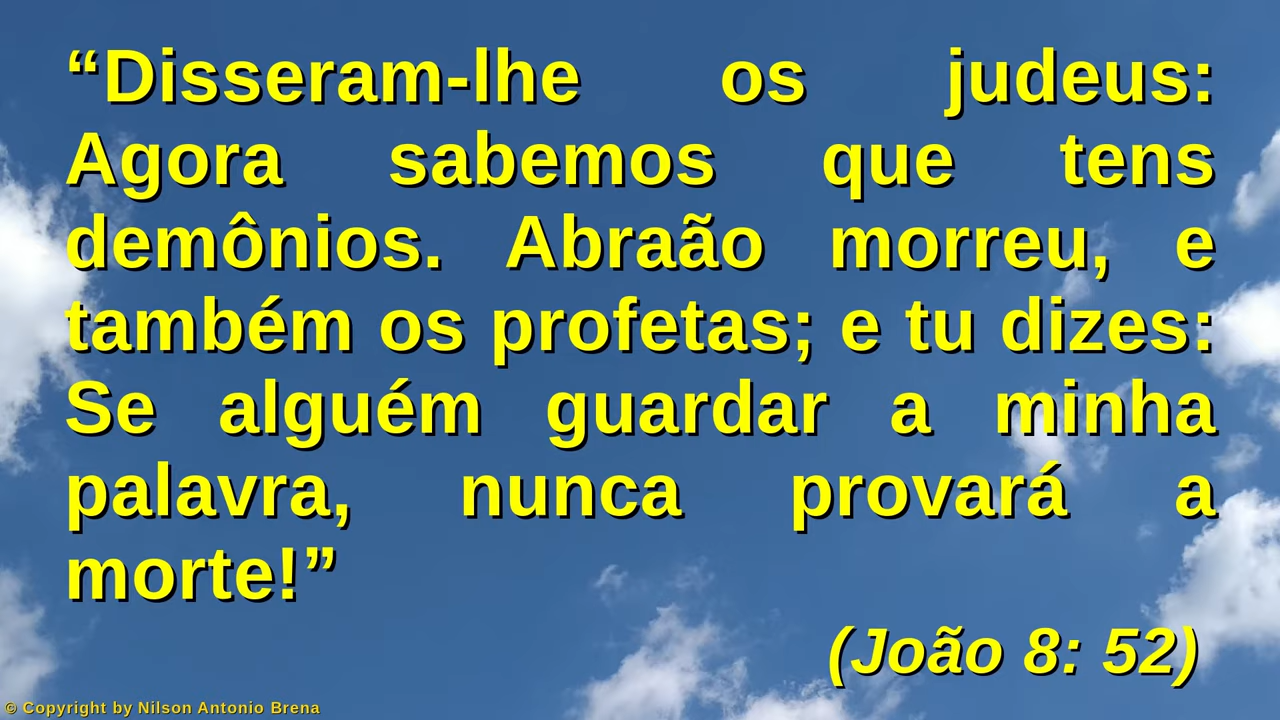 “Disseram-lhe os judeus:
Agora sabemos que tens
demônios. Abraão morreu, e
também os profetas; e tu dizes:
Se alguém guardar a minha
palavra, nunca provará a
morte!”
(João 8: 52)
© Copyright by Nilson Antonio Brena